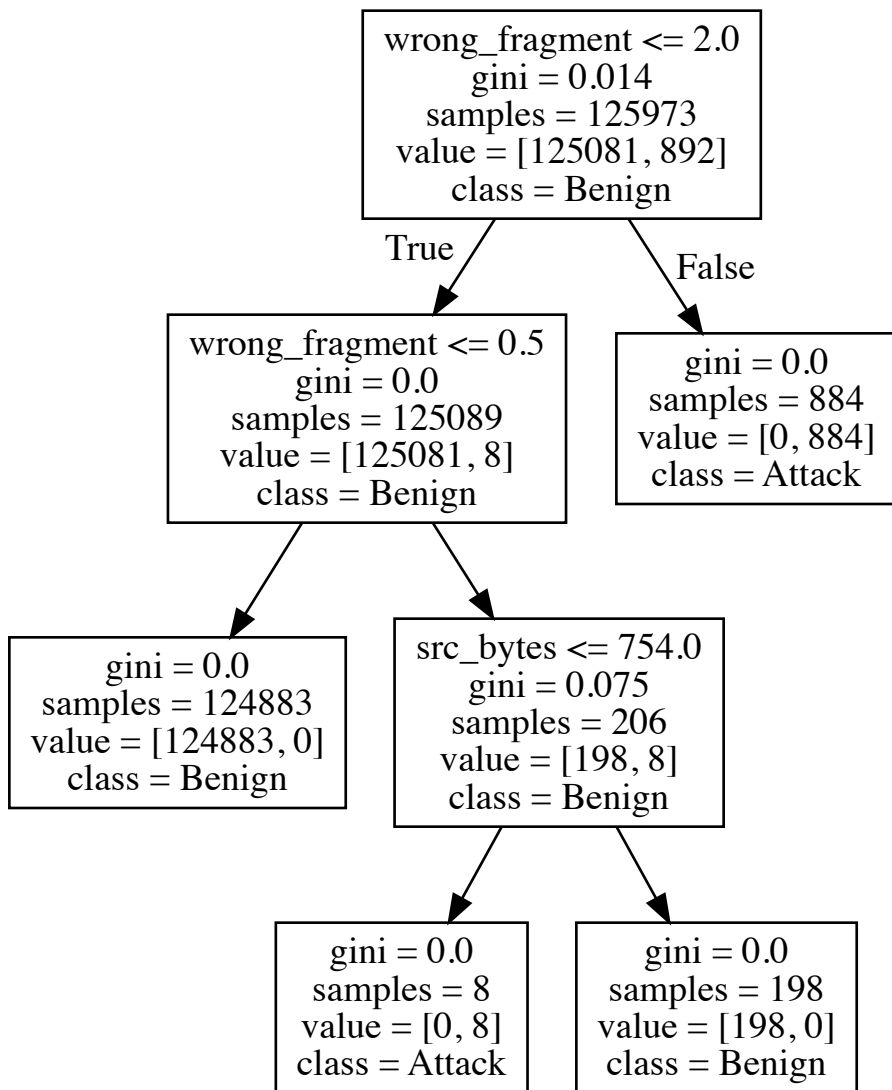 wrong_fragment <= 2.0
gini = 0.014
samples = 125973
value = [125081, 892]
class = Benign
True
False
wrong_fragment <= 0.5
gini = 0.0
samples = 125089
value = [125081, 8]
class = Benign
gini = 0.0
samples = 884
value = [0, 884]
class = Attack
gini = 0.0
samples = 124883
value = [124883, 0]
class = Benign
src_bytes <= 754.0
gini = 0.075
samples = 206
value = [198, 8]
class = Benign
gini = 0.0
samples = 8
value = [0, 8]
class = Attack
gini = 0.0
samples = 198
value = [198, 0]
class = Benign